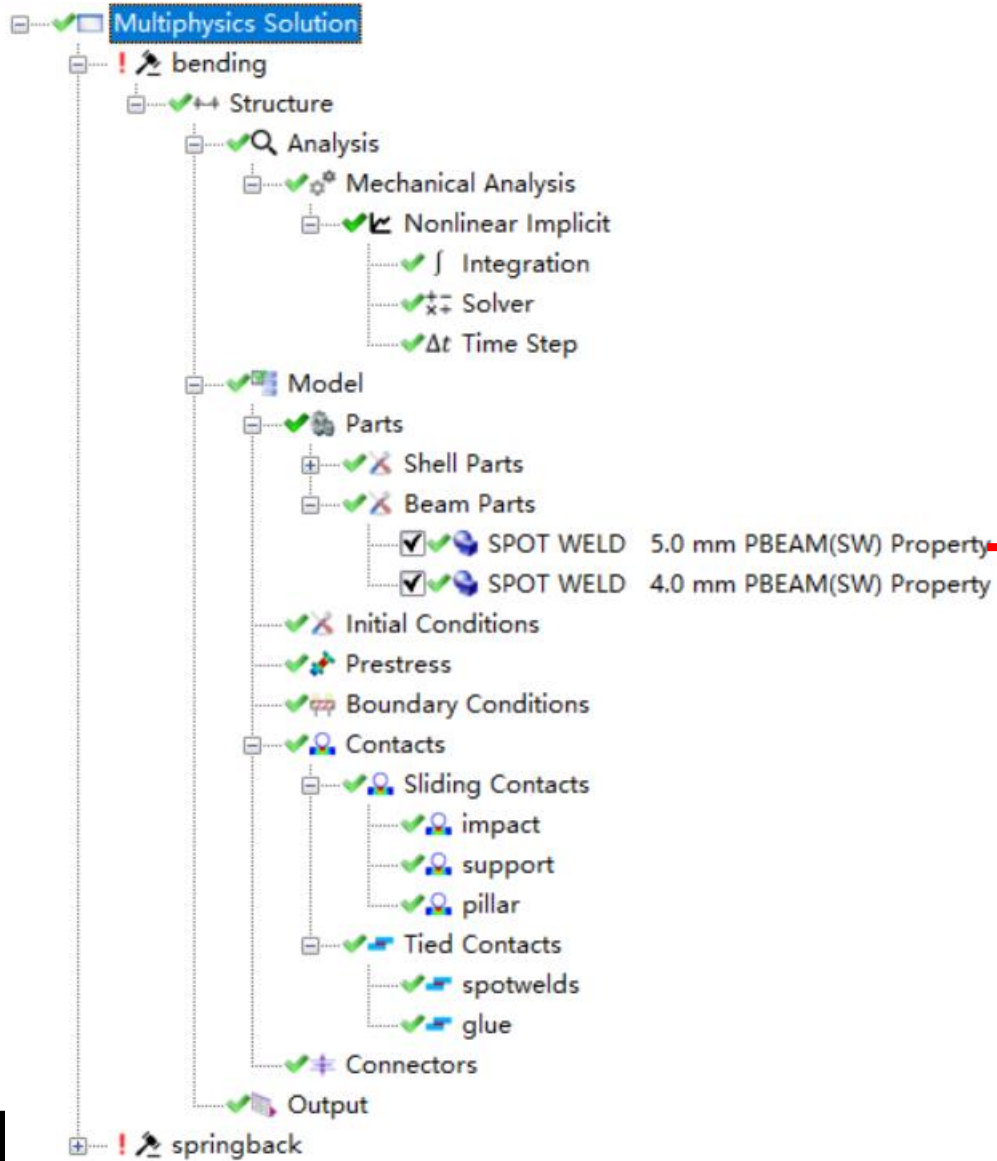 Multiphysics Solution
! bending
Structure
Analysis
Mechanical Analysis
Nonlinear Implicit
∫ Integration
Solver
Δt Time Step
Model
Parts
Shell Parts
Beam Parts
SPOT WELD 5.0 mm PBEAM(SW) Property
SPOT WELD 4.0 mm PBEAM(SW) Property
Initial Conditions
Prestress
Boundary Conditions
Contacts
Sliding Contacts
impact
support
pillar
Tied Contacts
spotwelds
glue
Connectors
Output
! springback